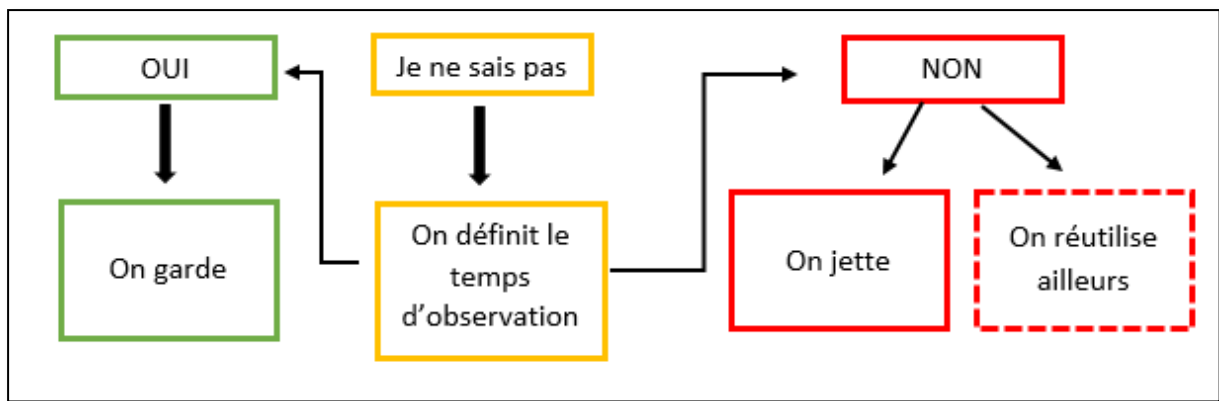 OUI
Je ne sais pas
NON
On garde
On définit le
temps
d'observation
On jette
On réutilise
ailleurs